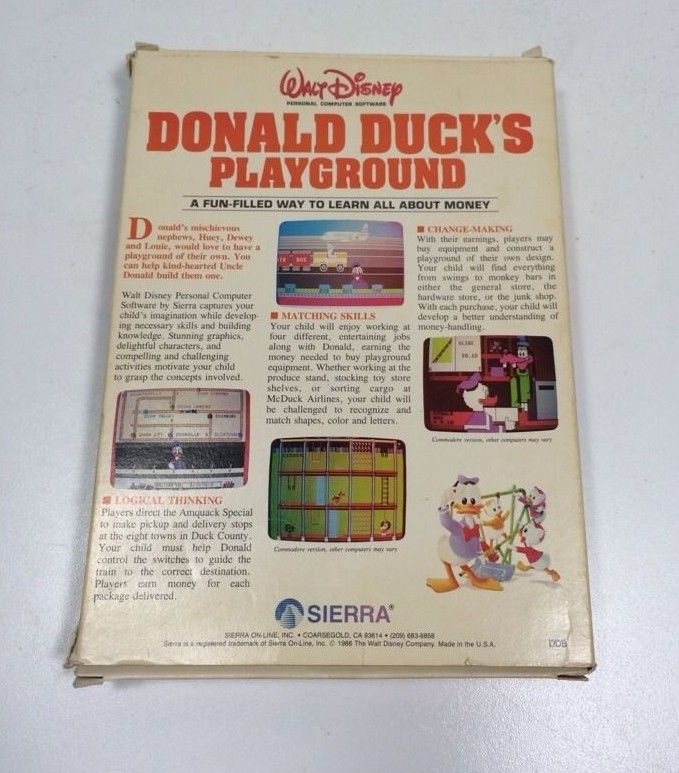 WALT DISNEY
PERSONAL COMPUTER SOFTWARE
DONALD DUCK'S
PLAYGROUND
A FUN-FILLED WAY TO LEARN ALL ABOUT MONEY
Donald's mischievous
nephews, Huey, Dewey
and Louie, would love to have a
playground of their own. You
can help kind-hearted Uncle
Donald build them one.
Walt Disney Personal Computer
Software by Sierra captures your
child's imagination while develop-
ing necessary skills and building
knowledge. Stunning graphics,
delightful characters, and
compelling and challenging
activities motivate your child
to grasp the concepts involved.
■ LOGICAL THINKING
Players direct the Amquack Special
to make pickup and delivery stops
at the eight towns in Duck County.
Your child must help Donald
control the switches to guide the
train to the correct destination.
Players earn money for each
package delivered.
■ MATCHING SKILLS
Your child will enjoy working at
four different, entertaining jobs
along with Donald, earning the
money needed to buy playground
equipment. Whether working at the
produce stand, stocking toy store
shelves, or sorting cargo at
McDuck Airlines, your child will
be challenged to recognize and
match shapes, color and letters.
Commodore version, other computers may vary
■ CHANGE-MAKING
With their earnings, players may
buy equipment and construct a
playground of their own design.
Your child will find everything
from swings to monkey bars in
either the general store, the
hardware store, or the junk shop.
With each purchase, your child will
develop a better understanding of
money-handling.
SLIDE
Commodore version, other computers may vary
SIERRA®
SIERRA ON-LINE, INC. • COARSEGOLD, CA 93614 • (209) 683-6858
Sierra is a registered trademark of Sierra On-Line, Inc. © 1986 The Walt Disney Company. Made in the U.S.A.
DDB